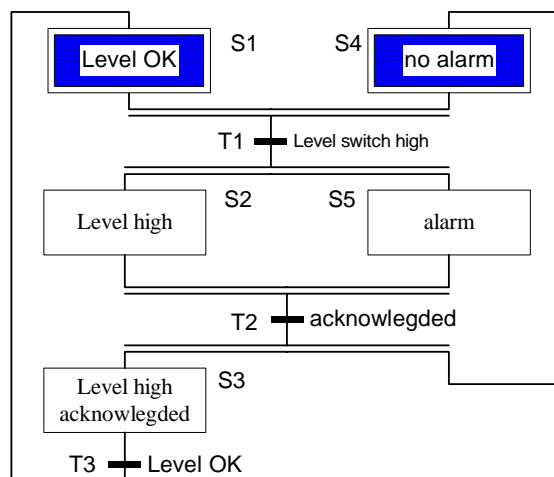 S1
S4
Level OK
no alarm
T1
Level switch high
S2
S5
Level high
alarm
T2
acknowlegded
S3
Level high
acknowlegded
T3
Level OK